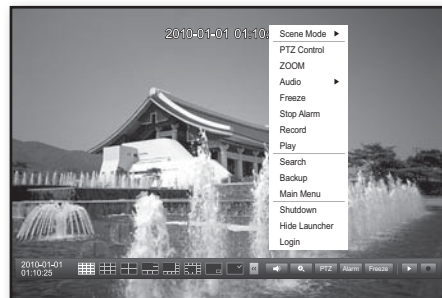 2010-01-01 01:10:
Scene Mode
PTZ Control
ZOOM
Audio
Freeze
Stop Alarm
Record
Play
Search
Backup
Main Menu
Shutdown
Hide Launcher
Login
2010-01-01
01:10:25
PTZ
Alarm
Freeze